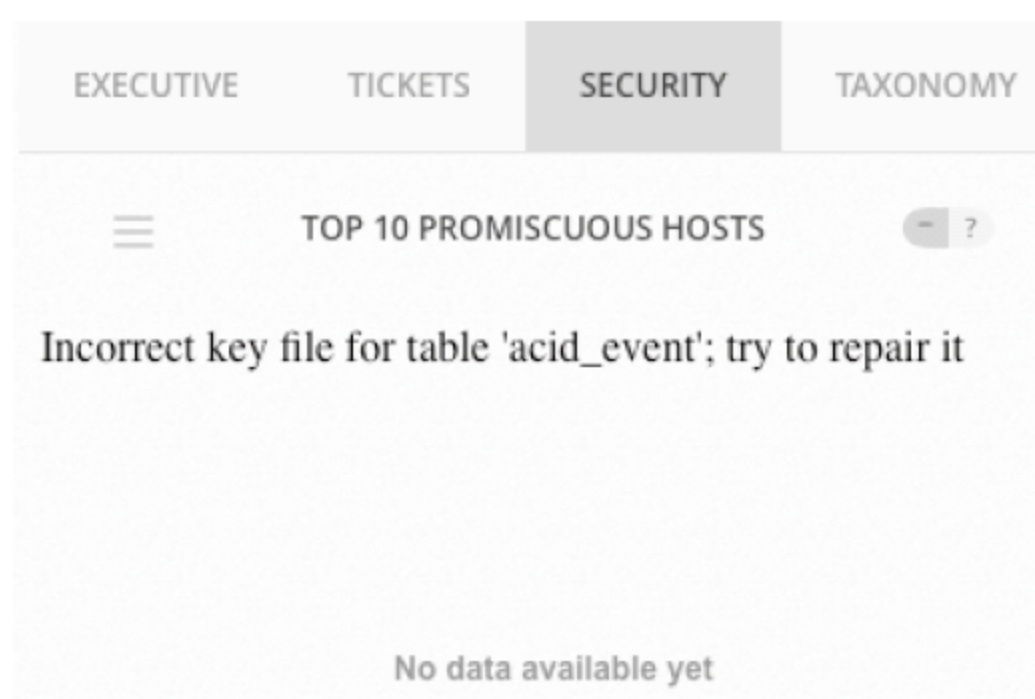 EXECUTIVE TICKETS SECURITY TAXONOMY
TOP 10 PROMISCUOUS HOSTS - ?
Incorrect key file for table 'acid_event'; try to repair it
No data available yet